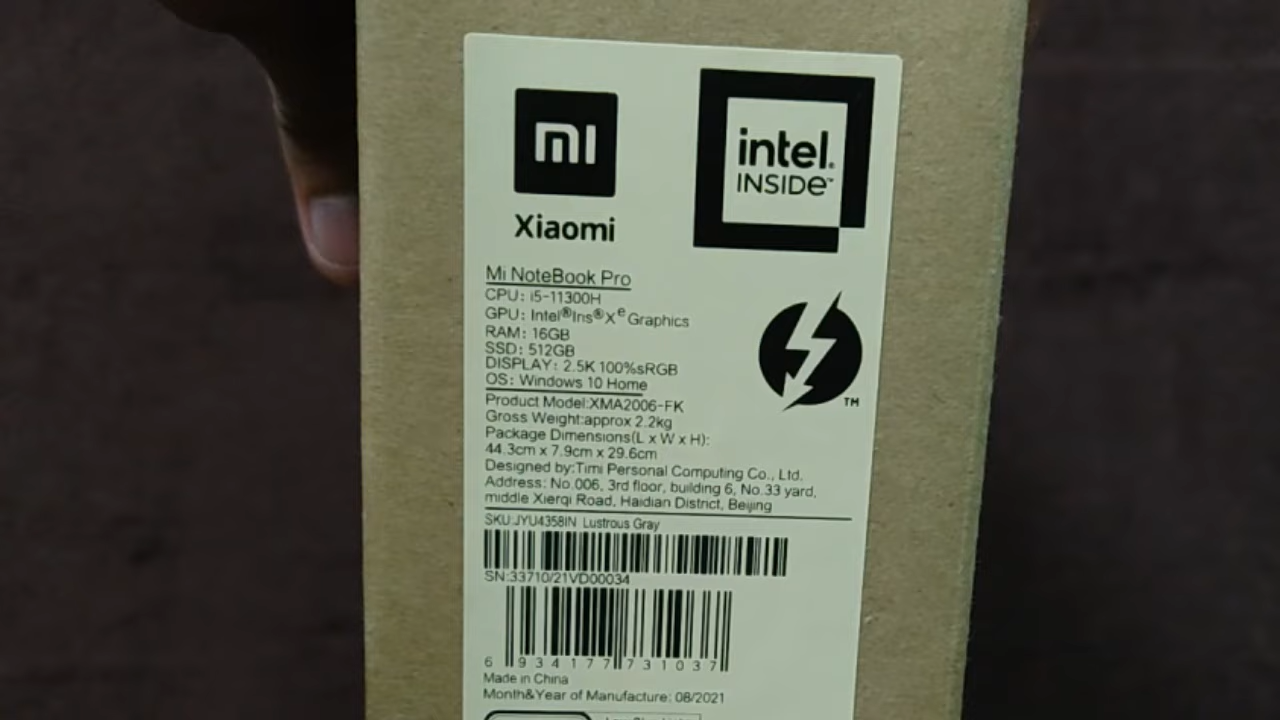 mi
Xiaomi
intel.
INSIDE™
Mi NoteBook Pro
CPU: i5-11300H
GPU: Intel®Iris®Xe Graphics
RAM: 16GB
SSD: 512GB
DISPLAY: 2.5K 100%sRGB
OS: Windows 10 Home
TM
Product Model:XMA2006-FK
Gross Weight:approx 2.2kg
Package Dimensions(L x W x H):
44.3cm x 7.9cm x 29.6cm
Designed by:Timi Personal Computing Co., Ltd.
Address: No.006, 3rd floor, building 6, No.33 yard,
middle Xierqi Road, Haidian District, Beijing
SKU:JYU4358IN Lustrous Gray
SN:33710/21VD00034
6 934177 731037
Made in China
Month&Year of Manufacture: 08/2021